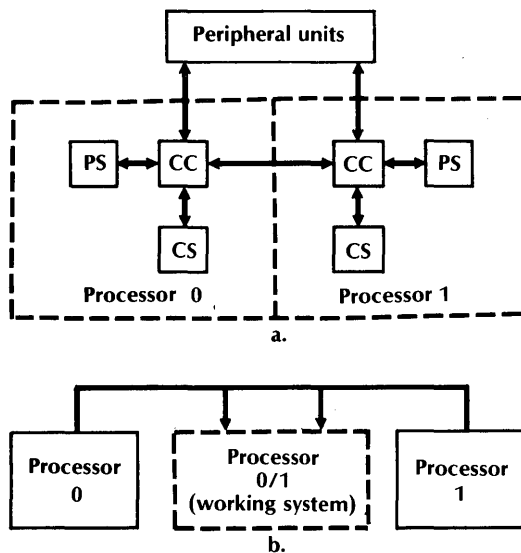 Peripheral units
PS
CC
CC
PS
CS
CS
Processor 0
Processor 1
a.
Processor
0
Processor
0/1
(working system)
Processor
1
b.